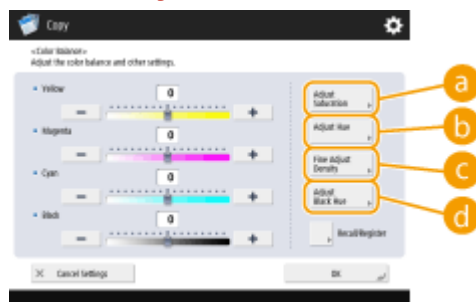 Copy
<Color Balance>
Adjust the color balance and other settings.
Yellow
0
Magenta
0
Cyan
0
Black
0
Adjust
Saturation
Adjust Hue
Fine Adjust
Density
Adjust
Black Hue
Recall/Register
Cancel Settings
OK
a
b
c
d